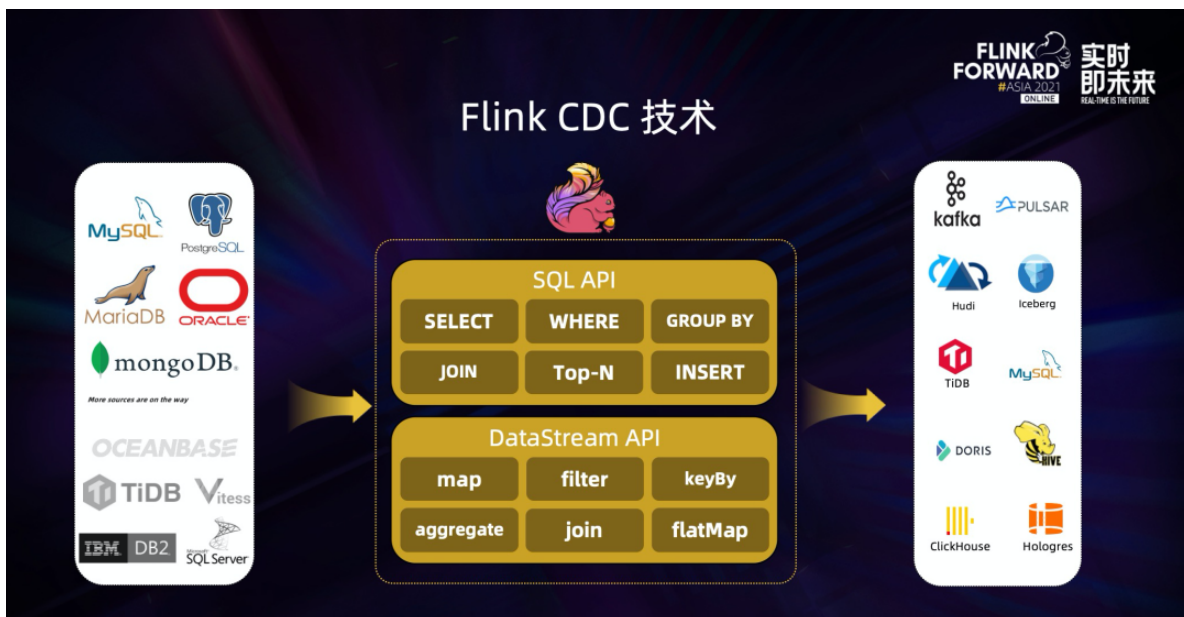 FLINK
FORWARD
#ASIA 2021
ONLINE
实时
即未来
REAL-TIME IS THE FUTURE
Flink CDC 技术
MySQL
PostgreSQL
MariaDB
ORACLE
mongoDB
More sources are on the way
OCEANBASE
TiDB
Vitess
IBM DB2
Microsoft
SQL Server
SQL API
SELECT WHERE GROUP BY
JOIN Top-N INSERT
DataStream API
map filter keyBy
aggregate join flatMap
kafka
PULSAR
Hudi
Iceberg
TiDB
MySQL
DORIS
HIVE
ClickHouse
Hologres